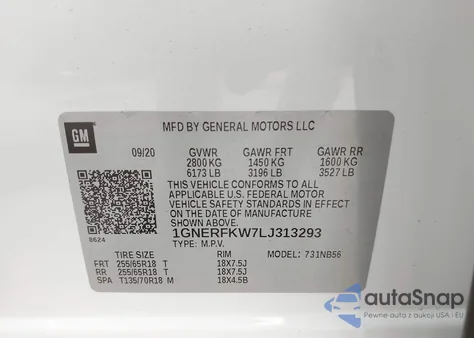 GM
MFD BY GENERAL MOTORS LLC
09/20 GVWR GAWR FRT GAWR RR
2800 KG 1450 KG 1600 KG
6173 LB 3196 LB 3527 LB
THIS VEHICLE CONFORMS TO ALL
APPLICABLE U.S. FEDERAL MOTOR
VEHICLE SAFETY STANDARDS IN EFFECT
ON THE DATE OF MANUFACTURE
SHOWN ABOVE.
1GNERFKW7LJ313293
8624
TYPE: M.P.V. MODEL: 731NB56
TIRE SIZE RIM
FRT 255/65R18 T 18X7.5J
RR 255/65R18 T 18X7.5J
SPA T135/70R18 M 18X4.5B
autoSnap
Pewne auta z USA i EU